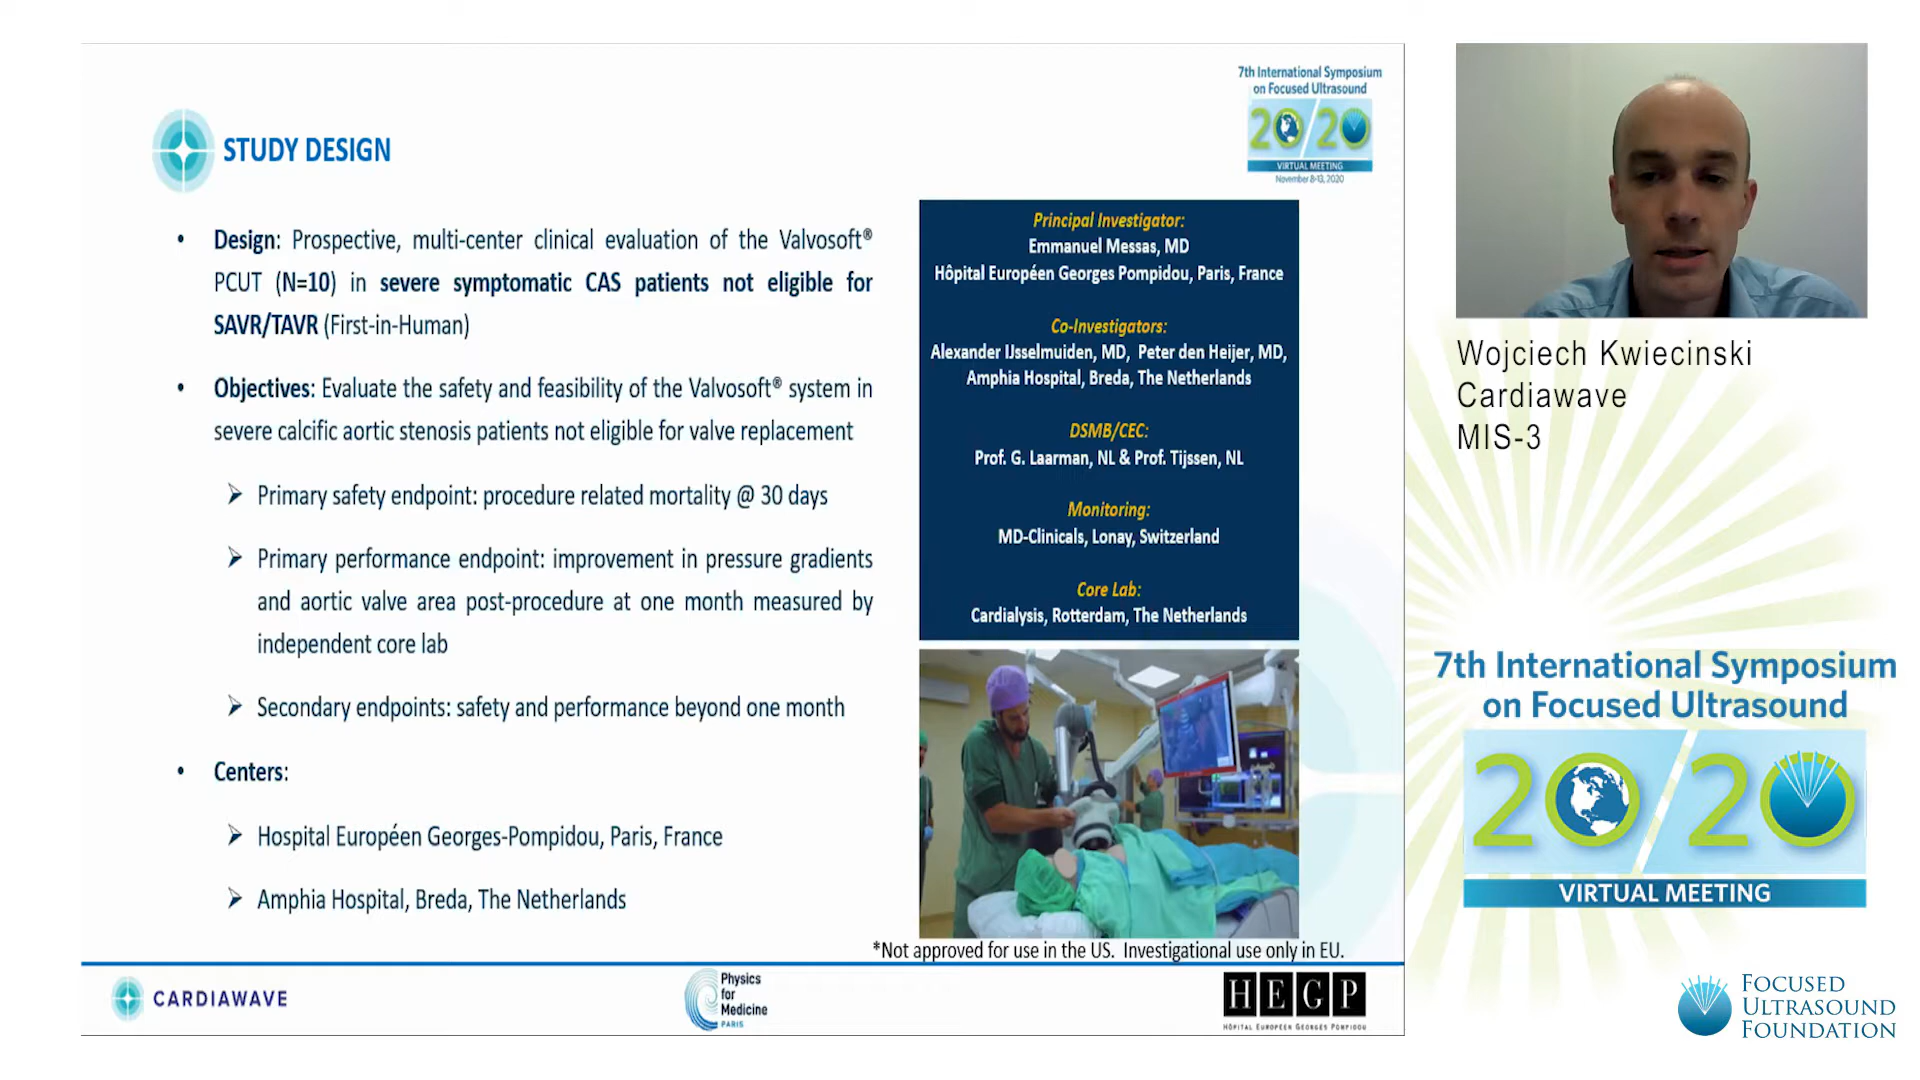 7th International Symposium
on Focused Ultrasound
20/20
VIRTUAL MEETING
November 8-13, 2020
STUDY DESIGN
• Design: Prospective, multi-center clinical evaluation of the Valvosoft®
PCUT (N=10) in severe symptomatic CAS patients not eligible for
SAVR/TAVR (First-in-Human)
• Objectives: Evaluate the safety and feasibility of the Valvosoft® system in
severe calcific aortic stenosis patients not eligible for valve replacement
➢ Primary safety endpoint: procedure related mortality @ 30 days
➢ Primary performance endpoint: improvement in pressure gradients
and aortic valve area post-procedure at one month measured by
independent core lab
➢ Secondary endpoints: safety and performance beyond one month
• Centers:
➢ Hospital Européen Georges-Pompidou, Paris, France
➢ Amphia Hospital, Breda, The Netherlands
Principal Investigator:
Emmanuel Messas, MD
Hôpital Européen Georges Pompidou, Paris, France
Co-Investigators:
Alexander IJsselmuiden, MD, Peter den Heijer, MD,
Amphia Hospital, Breda, The Netherlands
DSMB/CEC:
Prof. G. Laarman, NL & Prof. Tijssen, NL
Monitoring:
MD-Clinicals, Lonay, Switzerland
Core Lab:
Cardialysis, Rotterdam, The Netherlands
*Not approved for use in the US. Investigational use only in EU.
CARDIAWAVE
Physics
for
Medicine
PARIS
HEGP
HÔPITAL EUROPÉEN GEORGES POMPIDOU
Wojciech Kwiecinski
Cardiawave
MIS-3
7th International Symposium
on Focused Ultrasound
20/20
VIRTUAL MEETING
FOCUSED
ULTRASOUND
FOUNDATION